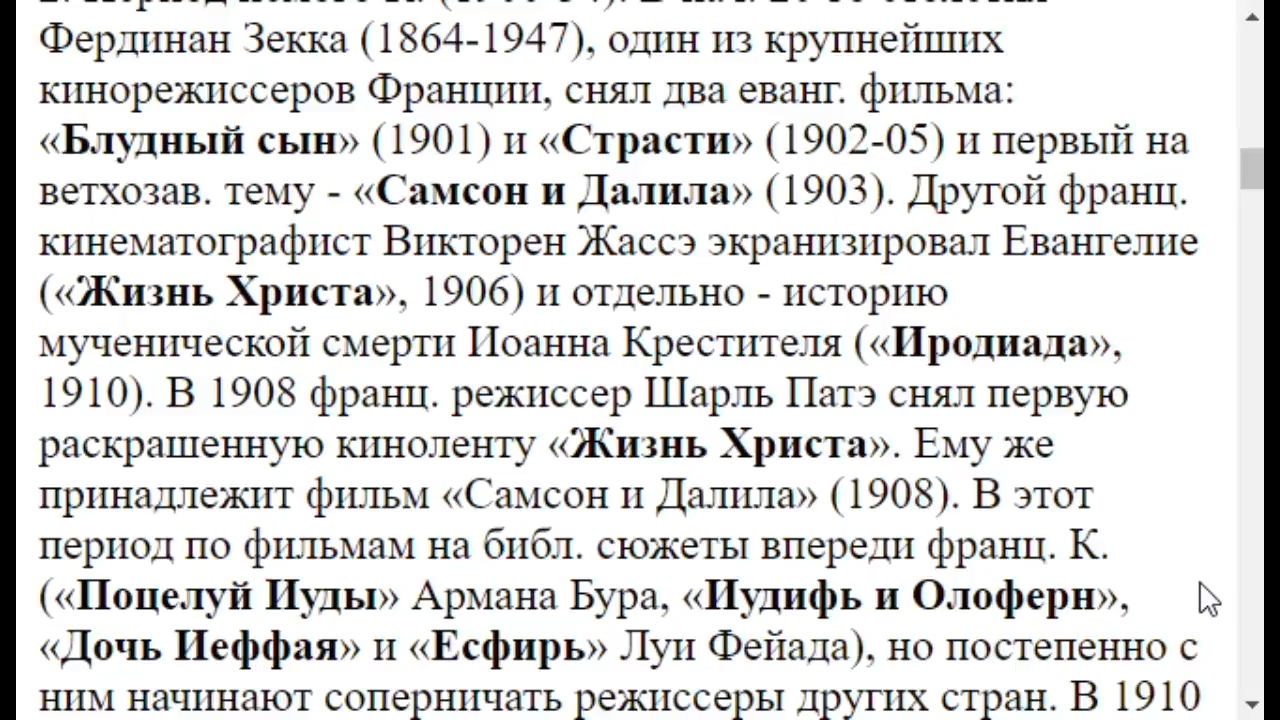 Фердинан Зекка (1864-1947), один из крупнейших
кинорежиссеров Франции, снял два еванг. фильма:
«Блудный сын» (1901) и «Страсти» (1902-05) и первый на
ветхозав. тему - «Самсон и Далила» (1903). Другой франц.
кинематографист Викторен Жассэ экранизировал Евангелие
(«Жизнь Христа», 1906) и отдельно - историю
мученической смерти Иоанна Крестителя («Иродиада»,
1910). В 1908 франц. режиссер Шарль Патэ снял первую
раскрашенную киноленту «Жизнь Христа». Ему же
принадлежит фильм «Самсон и Далила» (1908). В этот
период по фильмам на библ. сюжеты впереди франц. К.
(«Поцелуй Иуды» Армана Бура, «Иудифь и Олоферн»,
«Дочь Иеффая» и «Есфирь» Луи Фейада), но постепенно с
ним начинают соперничать режиссеры других стран. В 1910